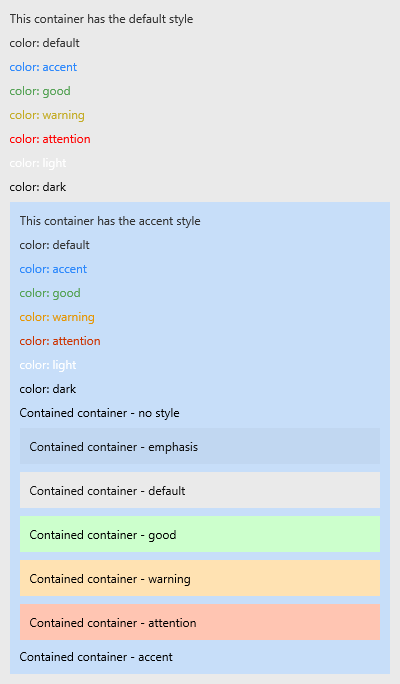 This container has the default style
color: default
color: accent
color: good
color: warning
color: attention
color: light
color: dark
This container has the accent style
color: default
color: accent
color: good
color: warning
color: attention
color: light
color: dark
Contained container - no style
Contained container - emphasis
Contained container - default
Contained container - good
Contained container - warning
Contained container - attention
Contained container - accent